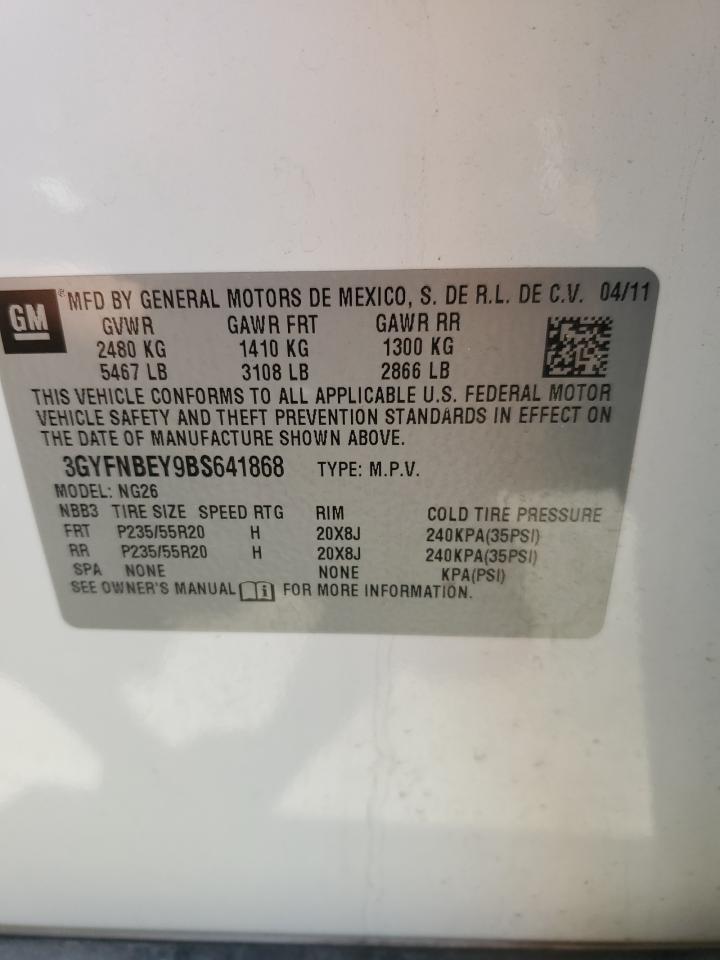 GM ® MFD BY GENERAL MOTORS DE MEXICO, S. DE R.L. DE C.V. 04/11
GVWR GAWR FRT GAWR RR
2480 KG 1410 KG 1300 KG
5467 LB 3108 LB 2866 LB
THIS VEHICLE CONFORMS TO ALL APPLICABLE U.S. FEDERAL MOTOR
VEHICLE SAFETY AND THEFT PREVENTION STANDARDS IN EFFECT ON
THE DATE OF MANUFACTURE SHOWN ABOVE.
3GYFNBEY9BS641868 TYPE: M.P.V.
MODEL: NG26
NBB3 TIRE SIZE SPEED RTG RIM COLD TIRE PRESSURE
FRT P235/55R20 H 20X8J 240KPA(35PSI)
RR P235/55R20 H 20X8J 240KPA(35PSI)
SPA NONE NONE KPA(PSI)
SEE OWNER'S MANUAL i FOR MORE INFORMATION.